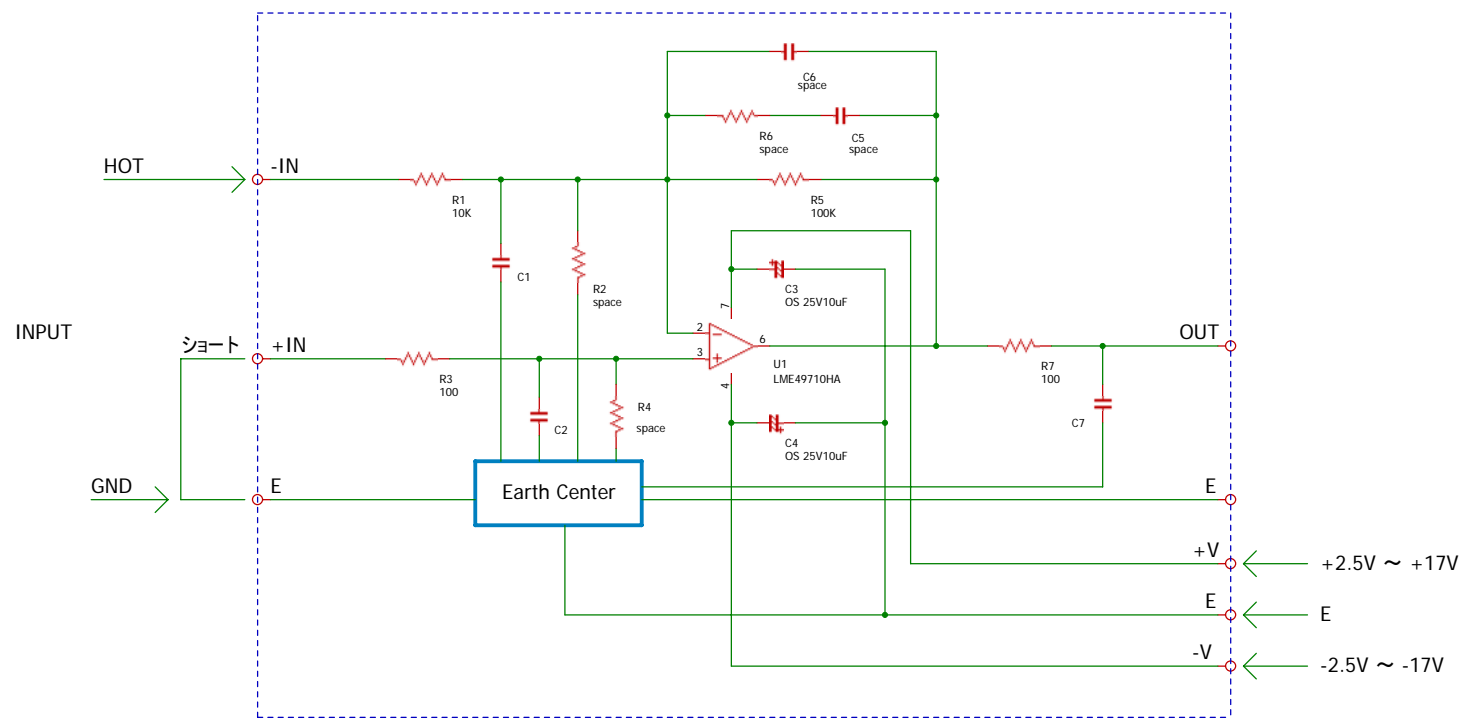 C6
space
R6
space
C5
space
HOT
-IN
R1
10K
R5
100K
C1
R2
space
7
C3
OS 25V10uF
INPUT
ショート
+IN
2
3
6
OUT
R3
100
U1
LME49710HA
R7
100
4
R4
space
C2
C7
C4
OS 25V10uF
GND
E
Earth Center
E
+V
+2.5V ～ +17V
E
E
-V
-2.5V ～ -17V